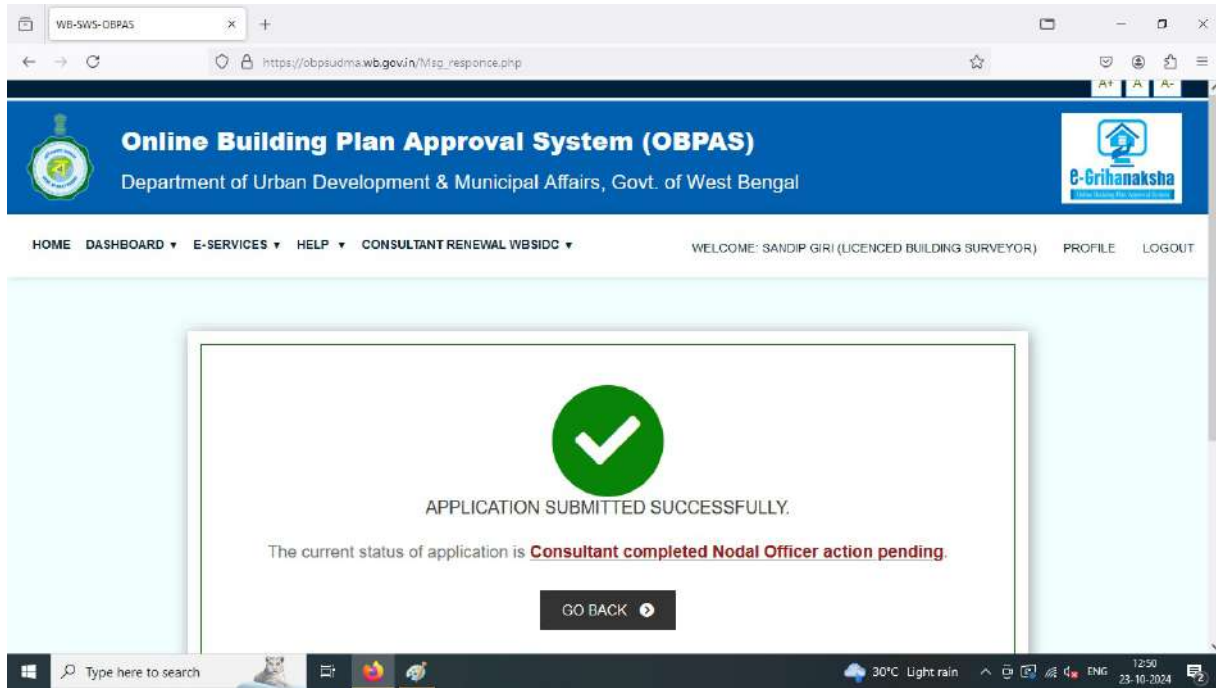 WB-SWS-OBPAS
https://obpsudma.wb.gov.in/Msg_responce.php
A+ A A-
Online Building Plan Approval System (OBPAS)
Department of Urban Development & Municipal Affairs, Govt. of West Bengal
e-Grihanaksha
HOME DASHBOARD ▾ E-SERVICES ▾ HELP ▾ CONSULTANT RENEWAL WBSIDC ▾ WELCOME: SANDIP GIRI (LICENCED BUILDING SURVEYOR) PROFILE LOGOUT
APPLICATION SUBMITTED SUCCESSFULLY.
The current status of application is Consultant completed Nodal Officer action pending.
GO BACK
Type here to search 30°C Light rain ENG 12:50
23-10-2024